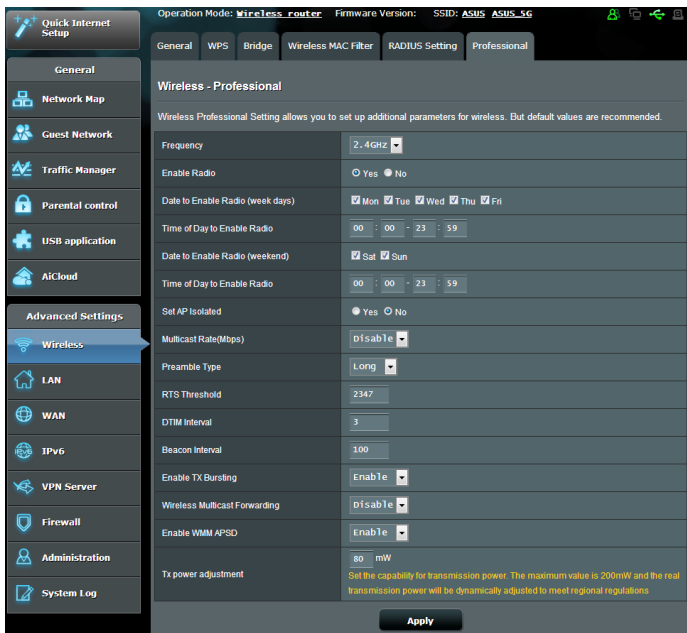 Quick Internet
Setup
General
Network Map
Guest Network
Traffic Manager
Parental control
USB application
AiCloud
Advanced Settings
Wireless
LAN
WAN
IPv6
VPN Server
Firewall
Administration
System Log
Operation Mode: Wireless router Firmware Version: SSID: ASUS ASUS_5G
General WPS Bridge Wireless MAC Filter RADIUS Setting Professional
Wireless - Professional
Wireless Professional Setting allows you to set up additional parameters for wireless. But default values are recommended.
Frequency 2.4GHz
Enable Radio Yes No
Date to Enable Radio (week days) Mon Tue Wed Thu Fri
Time of Day to Enable Radio 00 : 00 - 23 : 59
Date to Enable Radio (weekend) Sat Sun
Time of Day to Enable Radio 00 : 00 - 23 : 59
Set AP Isolated Yes No
Multicast Rate(Mbps) Disable
Preamble Type Long
RTS Threshold 2347
DTIM Interval 3
Beacon Interval 100
Enable TX Bursting Enable
Wireless Multicast Forwarding Disable
Enable WMM APSD Enable
Tx power adjustment 80 mW
Set the capability for transmission power. The maximum value is 200mW and the real
transmission power will be dynamically adjusted to meet regional regulations
Apply